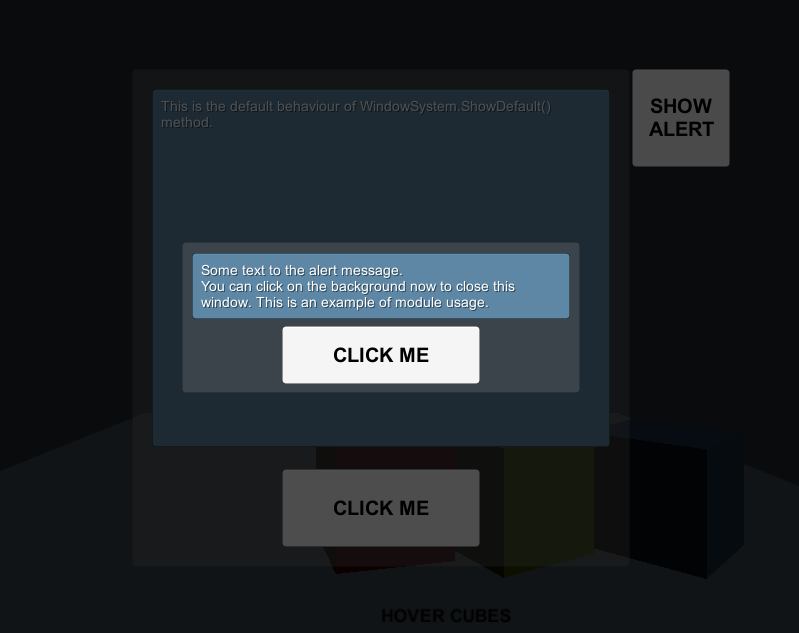 This is the default behaviour of WindowSystem.ShowDefault()
method.
SHOW
ALERT
Some text to the alert message.
You can click on the background now to close this
window. This is an example of module usage.
CLICK ME
CLICK ME
HOVER CUBES